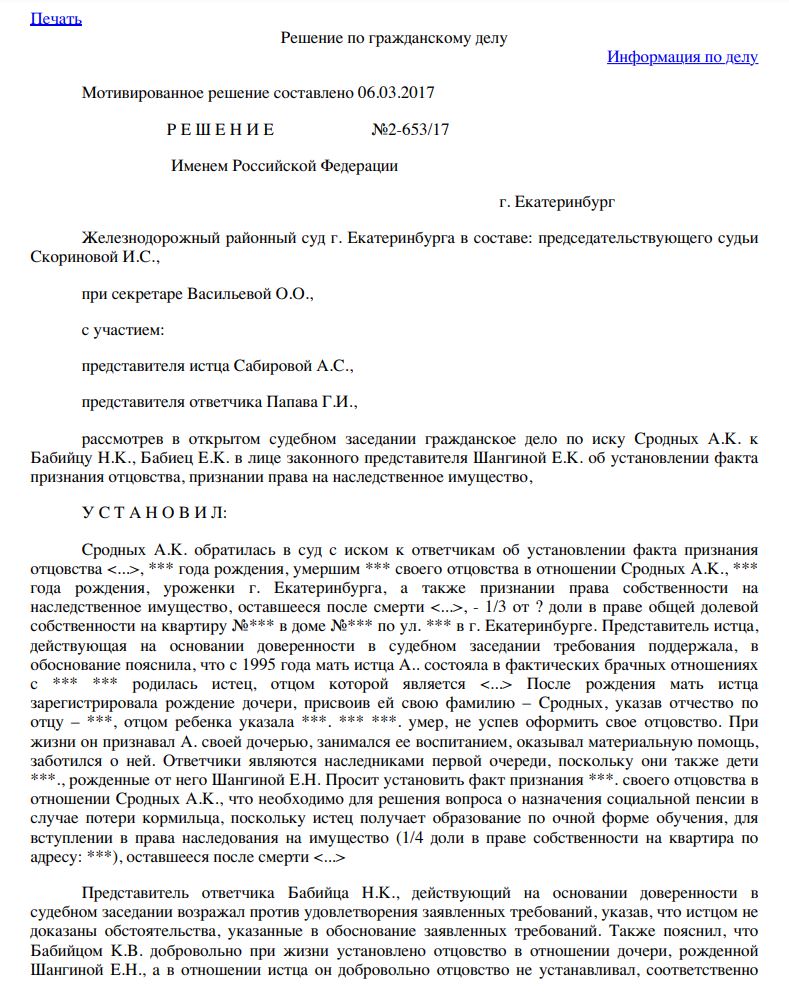 Печать
Решение по гражданскому делу
Информация по делу
Мотивированное решение составлено 06.03.2017
Р Е Ш Е Н И Е №2-653/17
Именем Российской Федерации
г. Екатеринбург
Железнодорожный районный суд г. Екатеринбурга в составе: председательствующего судьи
Скориновой И.С.,
при секретаре Васильевой О.О.,
с участием:
представителя истца Сабировой А.С.,
представителя ответчика Папава Г.И.,
рассмотрев в открытом судебном заседании гражданское дело по иску Сродных А.К. к
Бабийцу Н.К., Бабиец Е.К. в лице законного представителя Шангиной Е.К. об установлении факта
признания отцовства, признании права на наследственное имущество,
У С Т А Н О В И Л:
Сродных А.К. обратилась в суд с иском к ответчикам об установлении факта признания
отцовства <...>, *** года рождения, умершим *** своего отцовства в отношении Сродных А.К., ***
года рождения, уроженки г. Екатеринбурга, а также признании права собственности на
наследственное имущество, оставшееся после смерти <...>, - 1/3 от ? доли в праве общей долевой
собственности на квартиру №*** в доме №*** по ул. *** в г. Екатеринбурге. Представитель истца,
действующая на основании доверенности в судебном заседании требования поддержала, в
обоснование пояснила, что с 1995 года мать истца А.. состояла в фактических брачных отношениях
с *** *** родилась истец, отцом которой является <...> После рождения мать истца
зарегистрировала рождение дочери, присвоив ей свою фамилию – Сродных, указав отчество по
отцу – ***, отцом ребенка указала ***. *** ***. умер, не успев оформить свое отцовство. При
жизни он признавал А. своей дочерью, занимался ее воспитанием, оказывал материальную помощь,
заботился о ней. Ответчики являются наследниками первой очереди, поскольку они также дети
***., рожденные от него Шангиной Е.Н. Просит установить факт признания ***. своего отцовства в
отношении Сродных А.К., что необходимо для решения вопроса о назначения социальной пенсии в
случае потери кормильца, поскольку истец получает образование по очной форме обучения, для
вступлении в права наследования на имущество (1/4 доли в праве собственности на квартира по
адресу: ***), оставшееся после смерти <...>
Представитель ответчика Бабийца Н.К., действующий на основании доверенности в
судебном заседании возражал против удовлетворения заявленных требований, указав, что истцом не
доказаны обстоятельства, указанные в обоснование заявленных требований. Также пояснил, что
Бабийцом К.В. добровольно при жизни установлено отцовство в отношении дочери, рожденной
Шангиной Е.Н., а в отношении истца он добровольно отцовство не устанавливал, соответственно